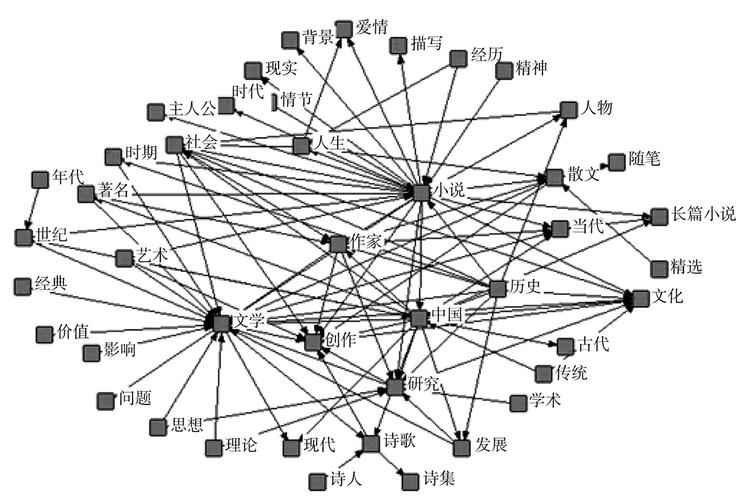 爱情
背景
描写
经历
现实
精神
时代
情节
主人公
人物
社会
人生
时期
随笔
年代
散文
著名
小说
长篇小说
当代
世纪
作家
艺术
精选
经典
历史
文化
文学
中国
价值
创作
古代
影响
传统
研究
问题
学术
思想
理论
现代
诗歌
发展
诗人
诗集